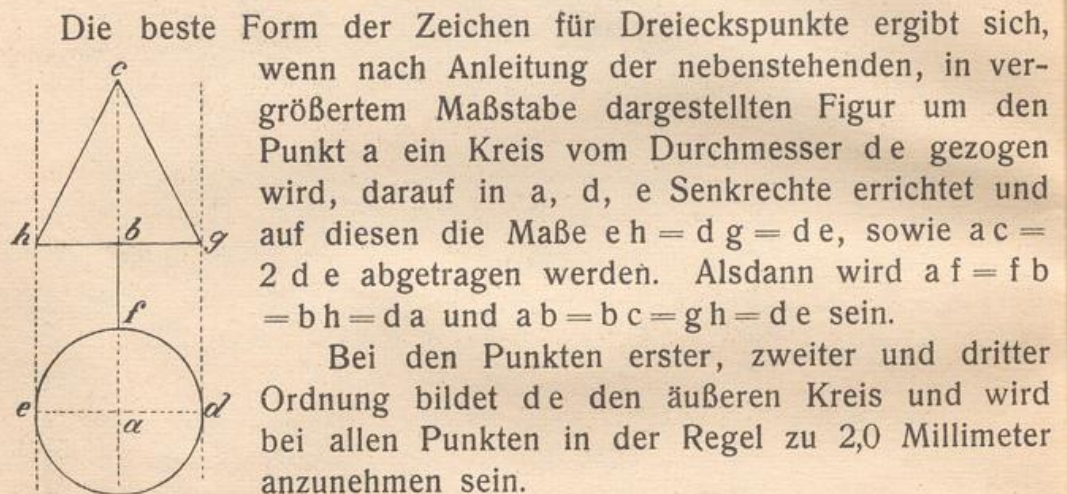 Die beste Form der Zeichen für Dreieckspunkte ergibt sich,
wenn nach Anleitung der nebenstehenden, in ver-
größertem Maßstabe dargestellten Figur um den
Punkt a ein Kreis vom Durchmesser d e gezogen
wird, darauf in a, d, e Senkrechte errichtet und
auf diesen die Maße e h = d g = d e, sowie a c =
2 d e abgetragen werden. Alsdann wird a f = f b
= b h = d a und a b = b c = g h = d e sein.
Bei den Punkten erster, zweiter und dritter
Ordnung bildet d e den äußeren Kreis und wird
bei allen Punkten in der Regel zu 2,0 Millimeter
anzunehmen sein.
c
h b g
f
e a d